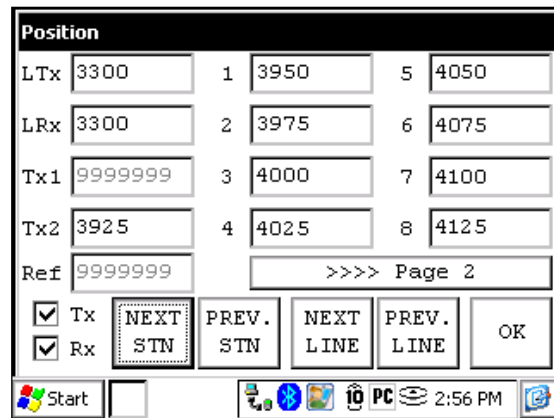 Position
LTx 3300 1 3950 5 4050
LRx 3300 2 3975 6 4075
Tx1 9999999 3 4000 7 4100
Tx2 3925 4 4025 8 4125
Ref 9999999 >>>> Page 2
Tx
Rx
NEXT STN
PREV. STN
NEXT LINE
PREV. LINE
OK
Start PC 2:56 PM